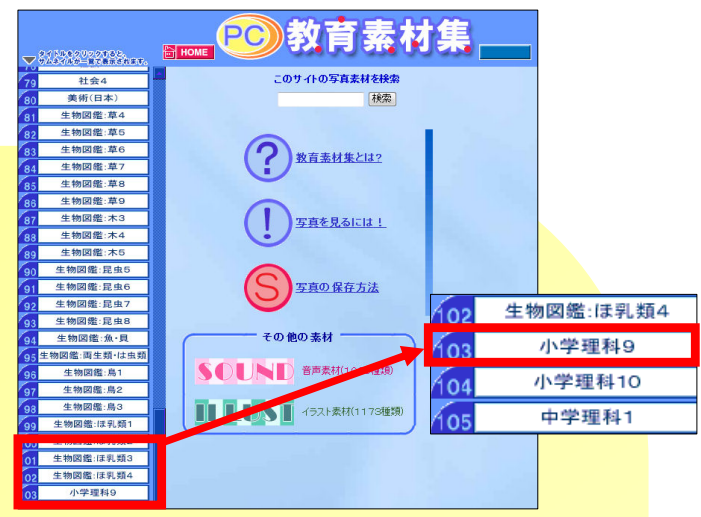 PC 教育素材集
タイトルをクリックすると、
サムネイルが一覧で表示されます。
HOME
79 社会4
80 美術(日本)
81 生物図鑑:草4
82 生物図鑑:草5
83 生物図鑑:草6
84 生物図鑑:草7
85 生物図鑑:草8
86 生物図鑑:草9
87 生物図鑑:木3
88 生物図鑑:木4
89 生物図鑑:木5
90 生物図鑑:昆虫5
91 生物図鑑:昆虫6
92 生物図鑑:昆虫7
93 生物図鑑:昆虫8
94 生物図鑑:魚・貝
95 生物図鑑:両生類・は虫類
96 生物図鑑:鳥1
97 生物図鑑:鳥2
98 生物図鑑:鳥3
99 生物図鑑:ほ乳類1
01 生物図鑑:ほ乳類3
02 生物図鑑:ほ乳類4
03 小学理科9
このサイトの写真素材を検索
検索
? 教育素材集とは?
! 写真を見るには!
S 写真の保存方法
その他の素材
SOUND 音声素材
ILLUST イラスト素材(1173種類)
102 生物図鑑:ほ乳類4
103 小学理科9
104 小学理科10
105 中学理科1